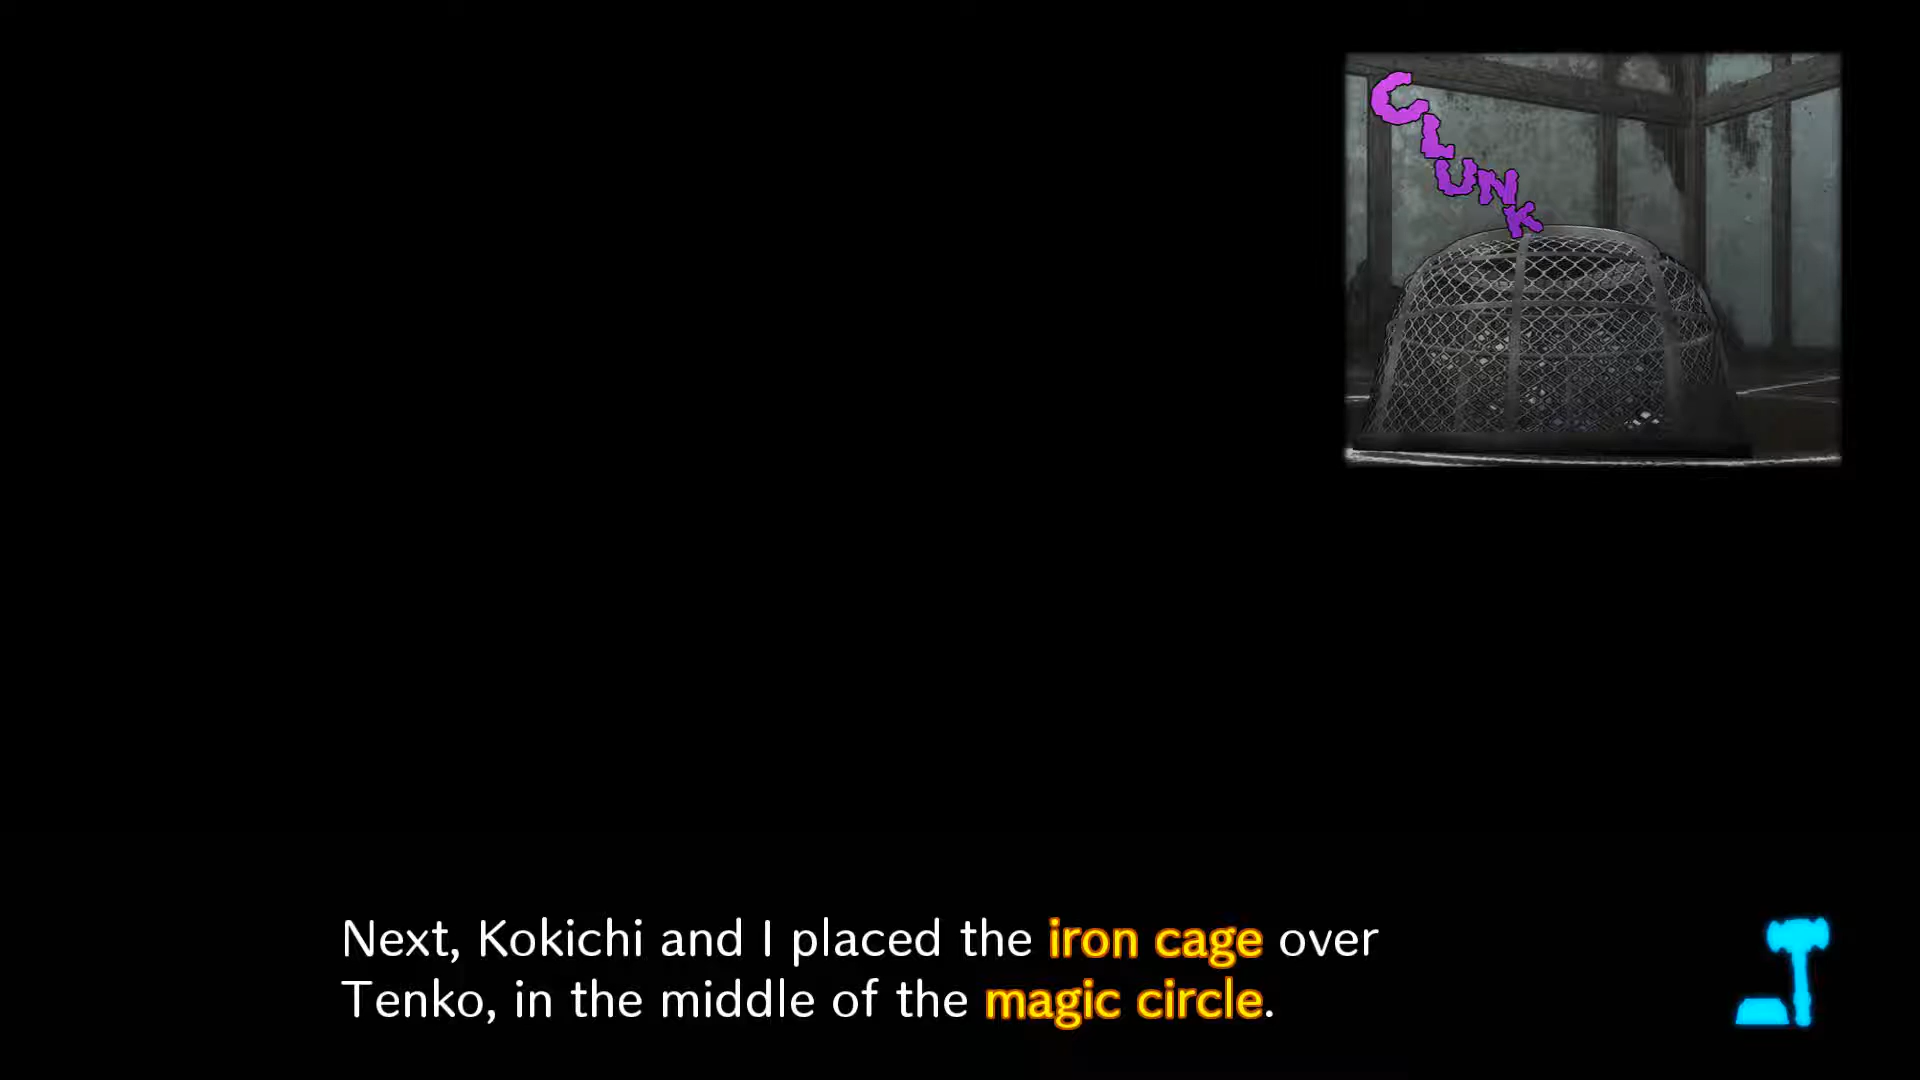 CLUNK
Next, Kokichi and I placed the iron cage over
Tenko, in the middle of the magic circle.